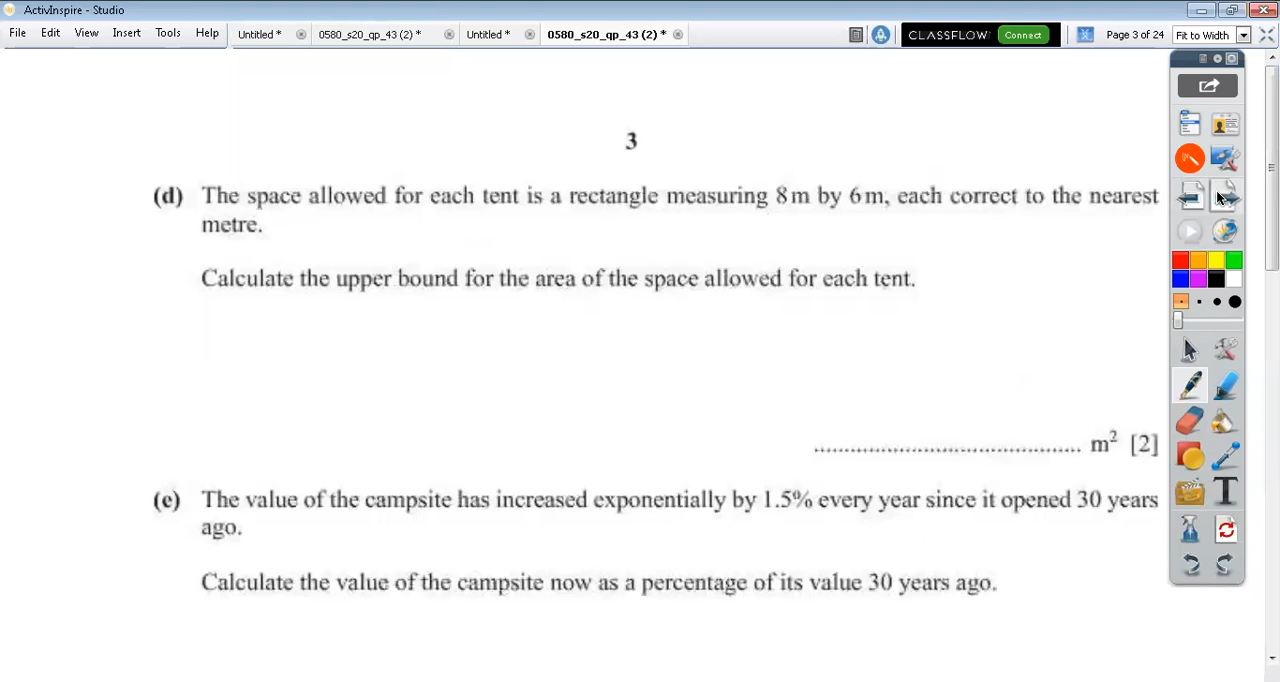 ActivInspire - Studio
File Edit View Insert Tools Help Untitled * 0580_s20_qp_43 (2) * Untitled * 0580_s20_qp_43 (2) * CLASSFLOW Connect Page 3 of 24 Fit to Width
3
(d) The space allowed for each tent is a rectangle measuring 8 m by 6 m, each correct to the nearest
metre.
Calculate the upper bound for the area of the space allowed for each tent.
............................................. m² [2]
(e) The value of the campsite has increased exponentially by 1.5% every year since it opened 30 years
ago.
Calculate the value of the campsite now as a percentage of its value 30 years ago.